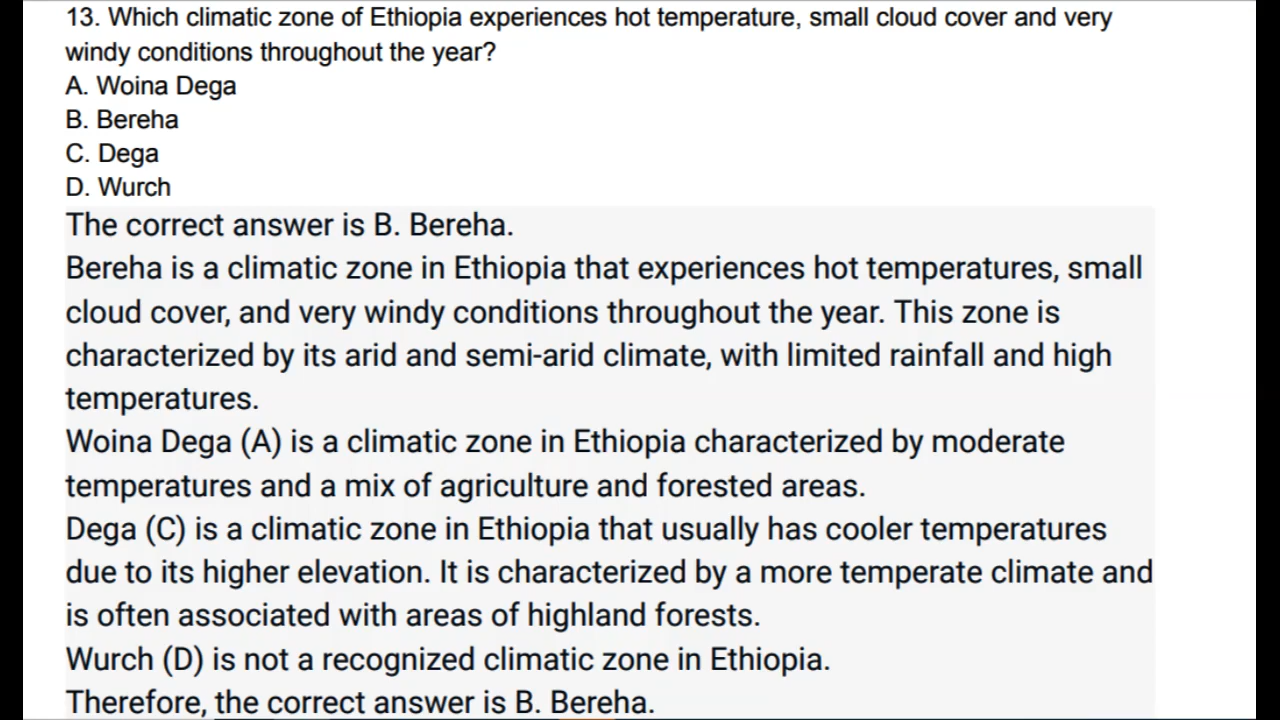 13. Which climatic zone of Ethiopia experiences hot temperature, small cloud cover and very
windy conditions throughout the year?
A. Woina Dega
B. Bereha
C. Dega
D. Wurch
The correct answer is B. Bereha.
Bereha is a climatic zone in Ethiopia that experiences hot temperatures, small
cloud cover, and very windy conditions throughout the year. This zone is
characterized by its arid and semi-arid climate, with limited rainfall and high
temperatures.
Woina Dega (A) is a climatic zone in Ethiopia characterized by moderate
temperatures and a mix of agriculture and forested areas.
Dega (C) is a climatic zone in Ethiopia that usually has cooler temperatures
due to its higher elevation. It is characterized by a more temperate climate and
is often associated with areas of highland forests.
Wurch (D) is not a recognized climatic zone in Ethiopia.
Therefore, the correct answer is B. Bereha.